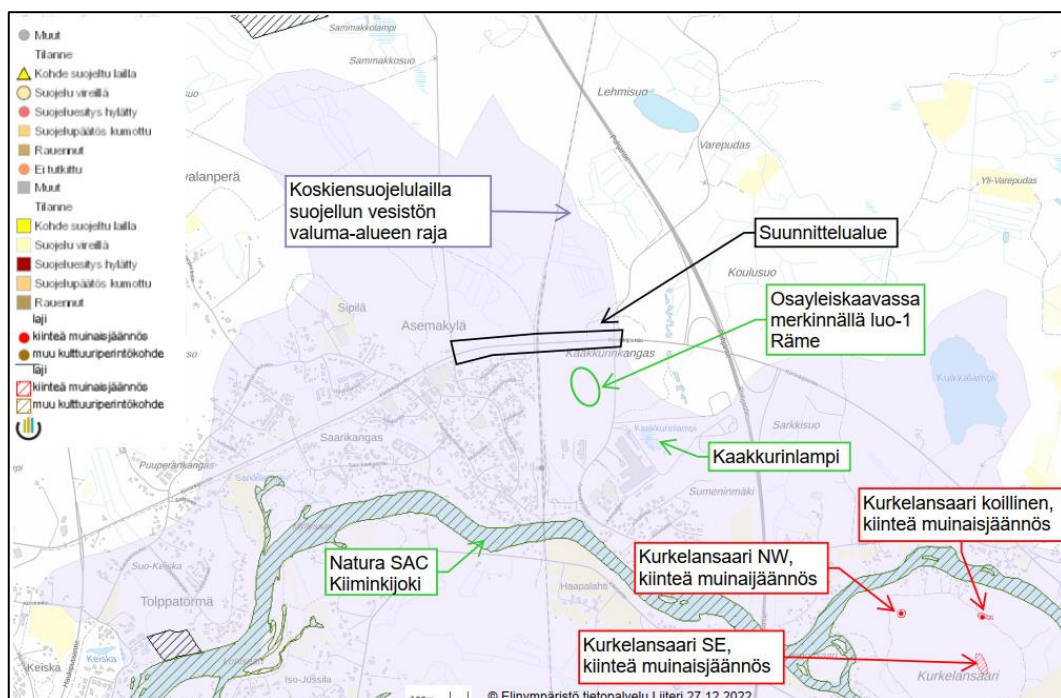 Muut
Tilanne
Kohde suojeltu lailla
Suojelu vireillä
Suojeluesitys hylätty
Suojelupäätös kumottu
Rauennut
Ei tutkittu
Muut
Tilanne
Kohde suojeltu lailla
Suojelu vireillä
Suojeluesitys hylätty
Suojelupäätös kumottu
Rauennut
laji
kiinteä muinaisjäännös
muu kulttuuriperintökohde
laji
kiinteä muinaisjäännös
muu kulttuuriperintökohde
Sammakkolampi
Sammakkosuo
Lehmisuo
Varepudas
Yli-Varepudas
valanperä
Koskiensuojelulailla
suojellun vesistön
valuma-alueen raja
Suunnittelualue
Koulusuo
Sipilä
Asemakylä
Osayleiskaavassa
merkinnällä luo-1
Räme
Kaakkurinkangas
Kuikkalampi
Saarikangas
Kaakkurinlampi
Sarkkisuo
Kaakkurinlampi
Puuperänkangas
Sumeninmäki
Kurkelansaari koillinen,
kiinteä muinaisjäännös
Natura SAC
Kiiminkijoki
Kurkelansaari NW,
kiinteä muinaijäännös
Suo-Keiska
Tolppatörmä
Haapalahti
Kurkelansaari SE,
kiinteä muinaisjäännös
Keiska
Keiska
Iso-Jussila
Kurkelansaari
© Elinympäristö tietopalvelu Liiteri 27.12.2022